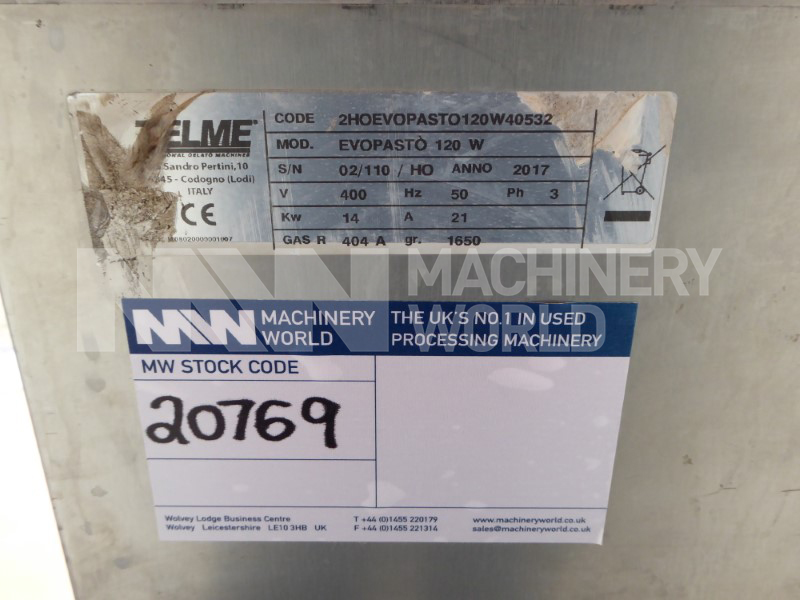 TELME
CODE 2HOEVOPASTO120W40532
MOD. EVOPASTÒ 120 W
S/N 02/110 / HO ANNO 2017
V 400 Hz 50 Ph 3
Kw 14 A 21
GAS R 404 A gr. 1650
GELATO MACHINES
Sandro Pertini,10
- Codogno (Lodi)
ITALY
CE
MW MACHINERY WORLD
MW MACHINERY WORLD
THE UK'S NO.1 IN USED
PROCESSING MACHINERY
MW STOCK CODE
20769
Wolvey Lodge Business Centre
Wolvey Leicestershire LE10 3HB UK
T +44 (0)1455 220179
F +44 (0)1455 221314
www.machineryworld.co.uk
sales@machineryworld.co.uk